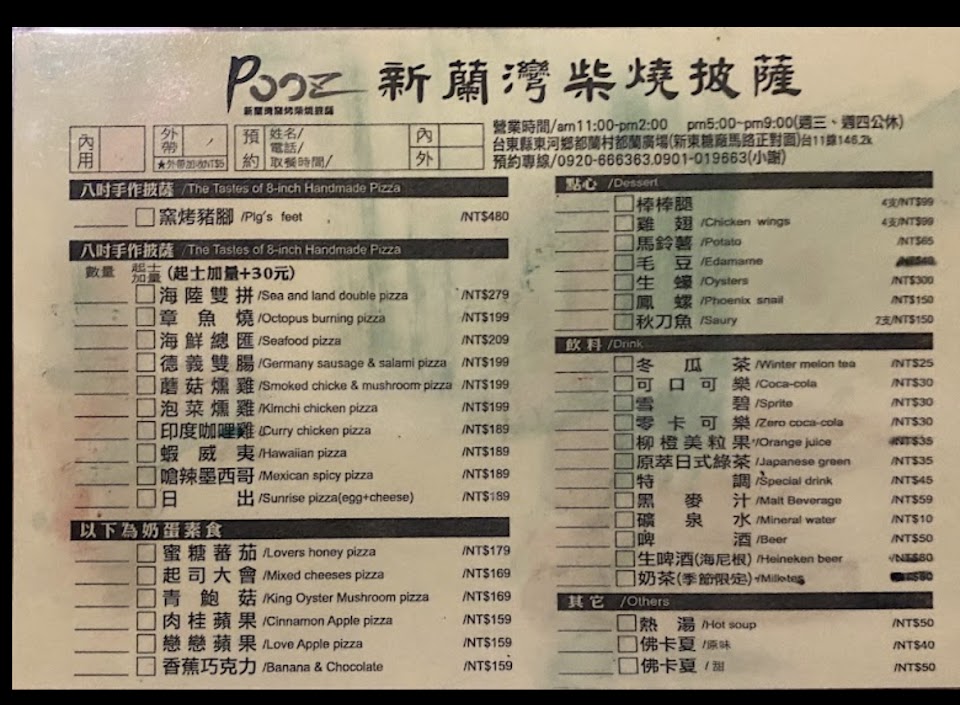 Pooz 新蘭灣柴燒披薩
新蘭灣窯烤柴燒披薩
內用
外帶
★外帶加收NT$5
預約
姓名/
電話/
取餐時間/
內
外
營業時間/am11:00-pm2:00 pm5:00-pm9:00(週三、週四公休)
台東縣東河鄉都蘭村都蘭廣場(新東糖廠馬路正對面)台11線146.2k
預約專線/0920-666363.0901-019663(小謝)
八吋手作披薩 /The Tastes of 8-inch Handmade Pizza
窯烤豬腳 /Pig's feet /NT$480
八吋手作披薩 /The Tastes of 8-inch Handmade Pizza
數量 起士加量 (起士加量+30元)
海陸雙拼/Sea and land double pizza /NT$279
章魚燒/Octopus burning pizza /NT$199
海鮮總匯/Seafood pizza /NT$209
德義雙腸/Germany sausage & salami pizza /NT$199
蘑菇燻雞/Smoked chicke & mushroom pizza /NT$199
泡菜燻雞/Kimchi chicken pizza /NT$199
印度咖哩雞/Curry chicken pizza /NT$189
蝦威夷/Hawaiian pizza /NT$189
嗆辣墨西哥/Mexican spicy pizza /NT$189
日出/Sunrise pizza(egg+cheese) /NT$189
以下為奶蛋素食
蜜糖蕃茄/Lovers honey pizza /NT$179
起司大會/Mixed cheeses pizza /NT$169
青鮑菇/King Oyster Mushroom pizza /NT$169
肉桂蘋果/Cinnamon Apple pizza /NT$159
戀戀蘋果/Love Apple pizza /NT$159
香蕉巧克力/Banana & Chocolate /NT$159
點心 /Dessert
棒棒腿 4支/NT$99
雞翅 /Chicken wings 4支/NT$99
馬鈴薯 /Potato /NT$65
毛豆 /Edamame
生蠔 /Oysters /NT$300
鳳螺 /Phoenix snail /NT$150
秋刀魚 /Saury 2支/NT$150
飲料 /Drink
冬瓜茶 /Winter melon tea /NT$25
可口可樂 /Coca-cola /NT$30
雪碧 /Sprite /NT$30
零卡可樂 /Zero coca-cola /NT$30
柳橙美粒果/Orange juice /NT$35
原萃日式綠茶/Japanese green /NT$35
特調 /Special drink /NT$45
黑麥汁 /Malt Beverage /NT$59
礦泉水 /Mineral water /NT$10
啤酒 /Beer /NT$50
生啤酒(海尼根) /Heineken beer /NT$80
奶茶(季節限定)
其它 /Others
熱湯 /Hot soup /NT$50
佛卡夏 /原味 /NT$40
佛卡夏 /甜 /NT$50